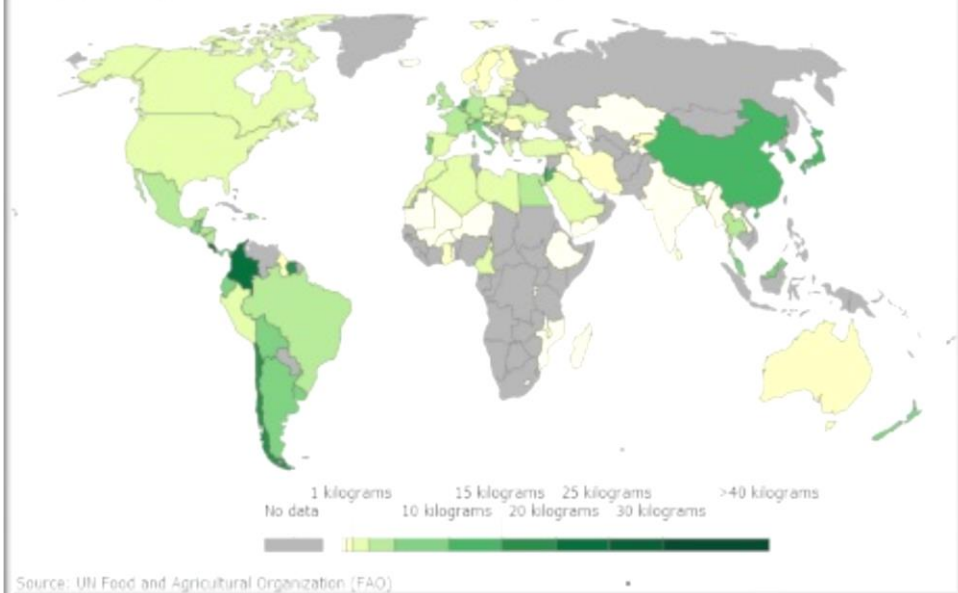 1 kilograms 15 kilograms 25 kilograms >40 kilograms
No data 10 kilograms 20 kilograms 30 kilograms
Source: UN Food and Agricultural Organization (FAO)